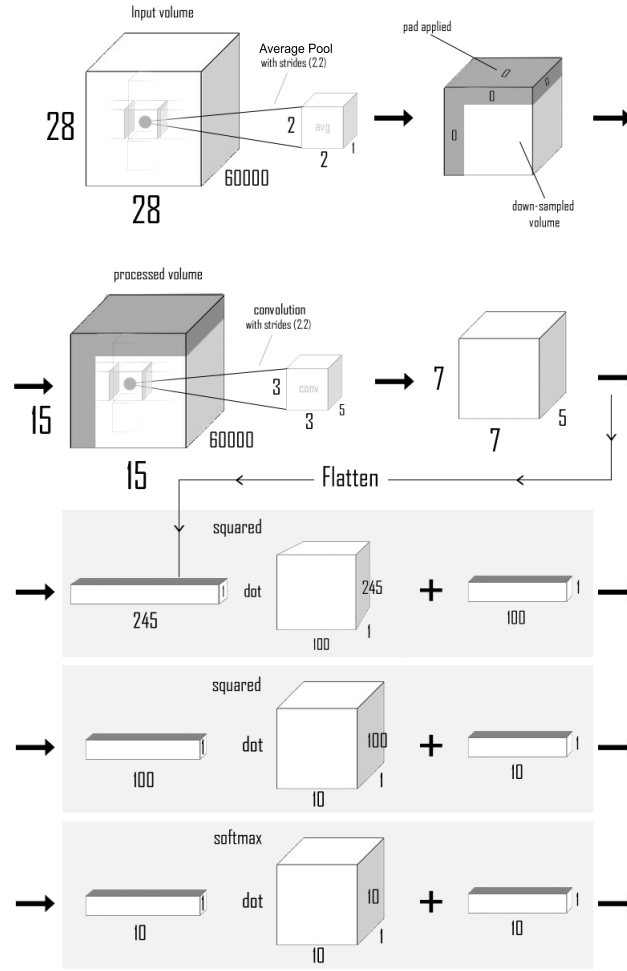 Input volume
Average Pool
with strides (2.2)
pad applied
0
0
0
0
28
2
avg
2
1
60000
28
down-sampled
volume
processed volume
convolution
with strides (2.2)
15
3
conv
3
5
60000
15
7
7
5
Flatten
squared
1
245
dot
245
100
1
+
1
100
squared
1
100
dot
100
10
1
+
1
10
softmax
1
10
dot
10
10
1
+
1
10